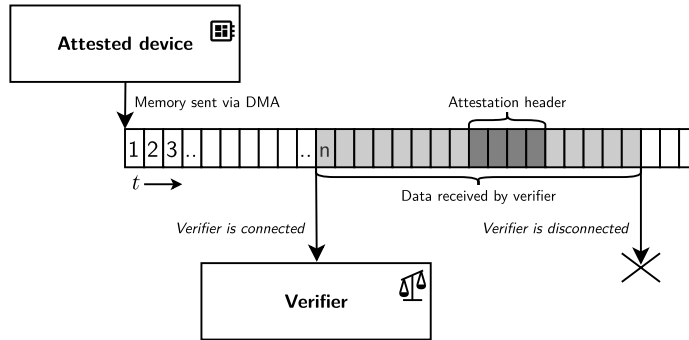 Attested device
Memory sent via DMA
Attestation header
1 2 3 .. .. n
t
Data received by verifier
Verifier is connected
Verifier is disconnected
Verifier